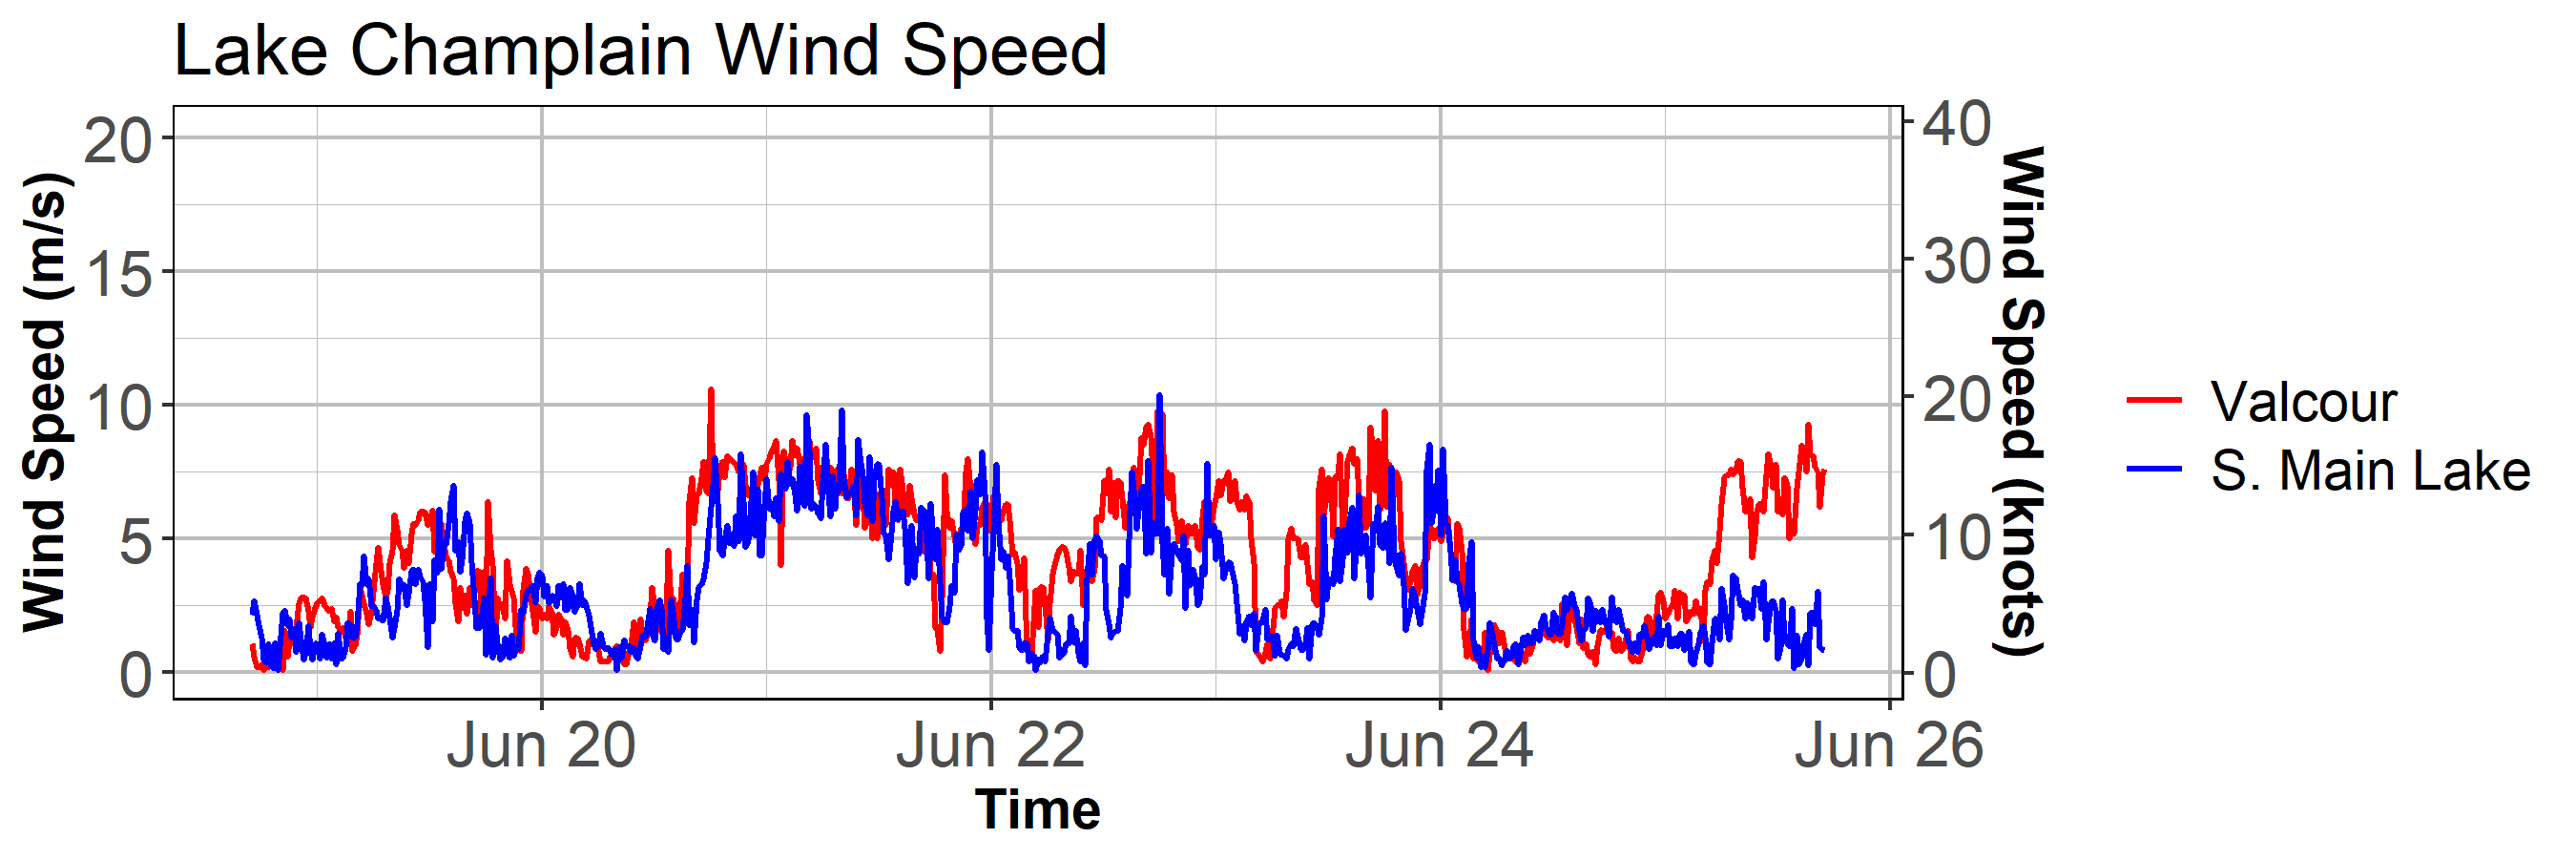 Lake Champlain Wind Speed
Wind Speed (m/s)
20
15
10
5
0
40
30
20
10
0
Wind Speed (knots)
Jun 20
Jun 22
Jun 24
Jun 26
Time
Valcour
S. Main Lake